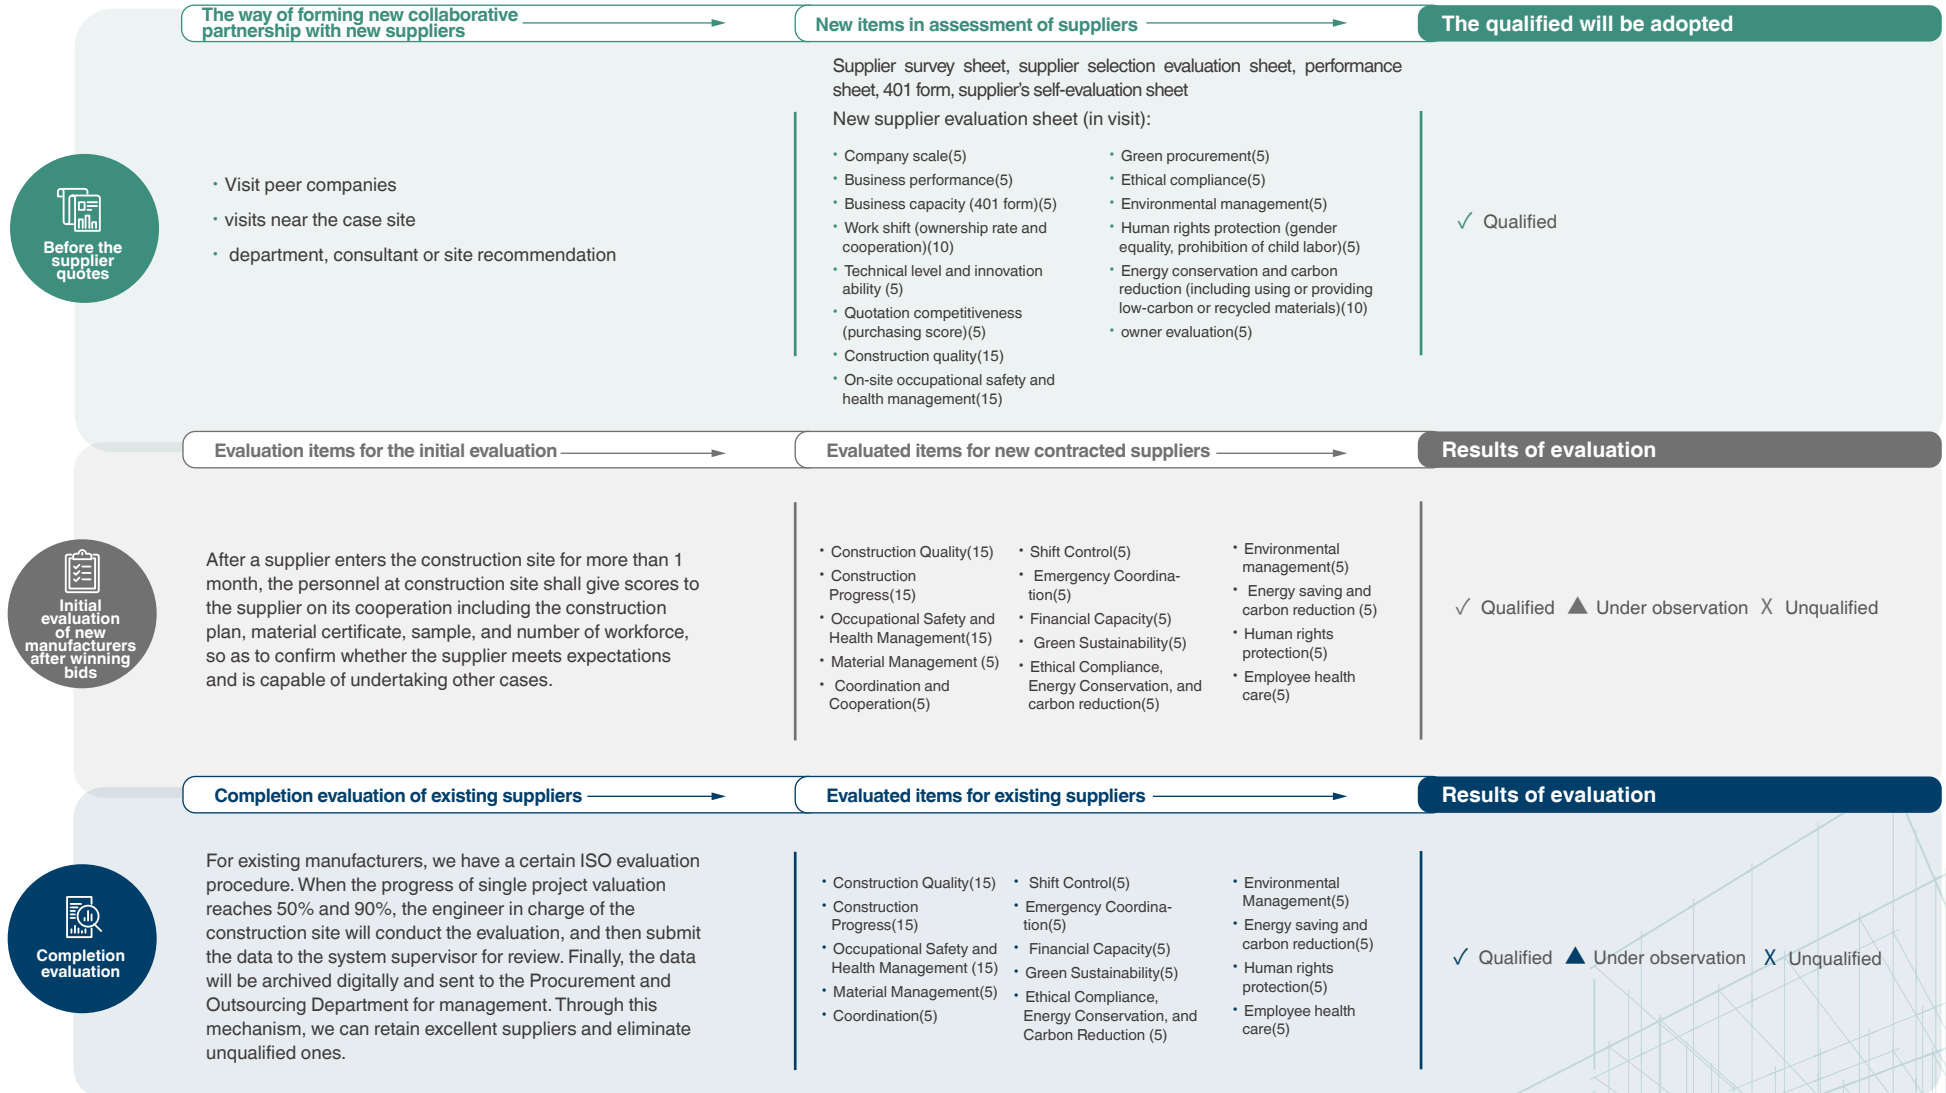 The way of forming new collaborative
partnership with new suppliers
New items in assessment of suppliers
The qualified will be adopted
Before the
supplier
quotes
• Visit peer companies
• visits near the case site
• department, consultant or site recommendation
Supplier survey sheet, supplier selection evaluation sheet, performance
sheet, 401 form, supplier's self-evaluation sheet
New supplier evaluation sheet (in visit):
• Company scale(5)
• Business performance(5)
• Business capacity (401 form)(5)
• Work shift (ownership rate and
cooperation)(10)
• Technical level and innovation
ability (5)
• Quotation competitiveness
(purchasing score)(5)
• Construction quality(15)
• On-site occupational safety and
health management(15)
• Green procurement(5)
• Ethical compliance(5)
• Environmental management(5)
• Human rights protection (gender
equality, prohibition of child labor)(5)
• Energy conservation and carbon
reduction (including using or providing
low-carbon or recycled materials)(10)
• owner evaluation(5)
✓ Qualified
Evaluation items for the initial evaluation
Evaluated items for new contracted suppliers
Results of evaluation
Initial
evaluation
of new
manufacturers
after winning
bids
After a supplier enters the construction site for more than 1
month, the personnel at construction site shall give scores to
the supplier on its cooperation including the construction
plan, material certificate, sample, and number of workforce,
so as to confirm whether the supplier meets expectations
and is capable of undertaking other cases.
• Construction Quality(15)
• Construction
Progress(15)
• Occupational Safety and
Health Management(15)
• Material Management (5)
• Coordination and
Cooperation(5)
• Shift Control(5)
• Emergency Coordina-
tion(5)
• Financial Capacity(5)
• Green Sustainability(5)
• Ethical Compliance,
Energy Conservation, and
carbon reduction(5)
• Environmental
management(5)
• Energy saving and
carbon reduction (5)
• Human rights
protection(5)
• Employee health
care(5)
✓ Qualified ▲ Under observation X Unqualified
Completion evaluation of existing suppliers
Evaluated items for existing suppliers
Results of evaluation
Completion
evaluation
For existing manufacturers, we have a certain ISO evaluation
procedure. When the progress of single project valuation
reaches 50% and 90%, the engineer in charge of the
construction site will conduct the evaluation, and then submit
the data to the system supervisor for review. Finally, the data
will be archived digitally and sent to the Procurement and
Outsourcing Department for management. Through this
mechanism, we can retain excellent suppliers and eliminate
unqualified ones.
• Construction Quality(15)
• Construction
Progress(15)
• Occupational Safety and
Health Management (15)
• Material Management(5)
• Coordination(5)
• Shift Control(5)
• Emergency Coordina-
tion(5)
• Financial Capacity(5)
• Green Sustainability(5)
• Ethical Compliance,
Energy Conservation, and
Carbon Reduction (5)
• Environmental
Management(5)
• Energy saving and
carbon reduction(5)
• Human rights
protection(5)
• Employee health
care(5)
✓ Qualified ▲ Under observation X Unqualified